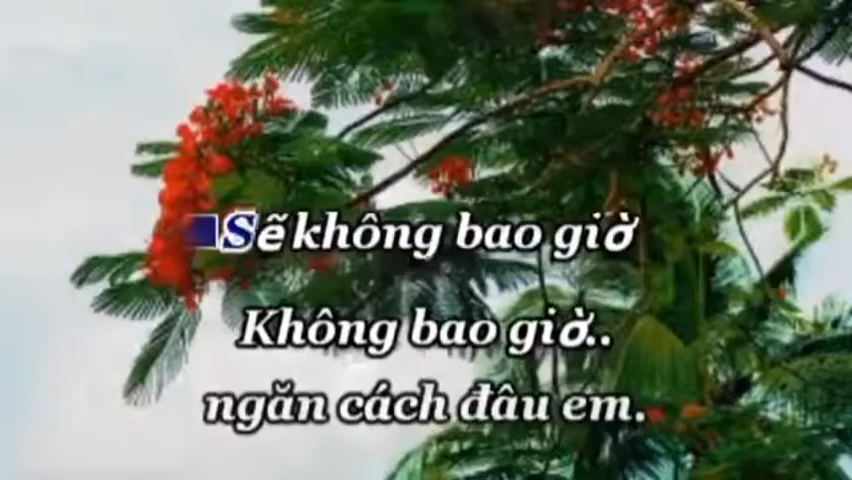 Sẽ không bao giờ
Không bao giờ..
ngăn cách đâu em.